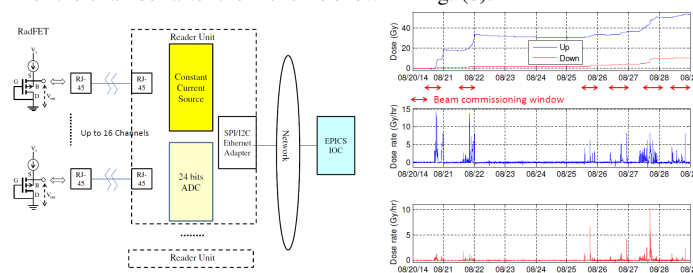 RadFET
Reader Unit
V
S
G
B
D
V
RJ-
45
RJ-
45
Constant
Current
Source
Up to 16 Channels
SPI/I2C
Ethernet
Adapter
Network
EPICS
IOC
V
S
G
B
D
V
RJ-
45
RJ-
45
24 bits
ADC
........
Reader Unit
Dose (Gy)
40
20
0
Up
Down
08/20/14 08/21 08/22 08/23 08/24 08/25 08/26 08/27 08/28
Beam commissioning window
Dose rate (Gy/hr)
15
10
5
0
08/20/14 08/21 08/22 08/23 08/24 08/25 08/26 08/27 08/28
Dose rate (Gy/hr)
10
5
0
08/20/14 08/21 08/22 08/23 08/24 08/25 08/26 08/27 08/28